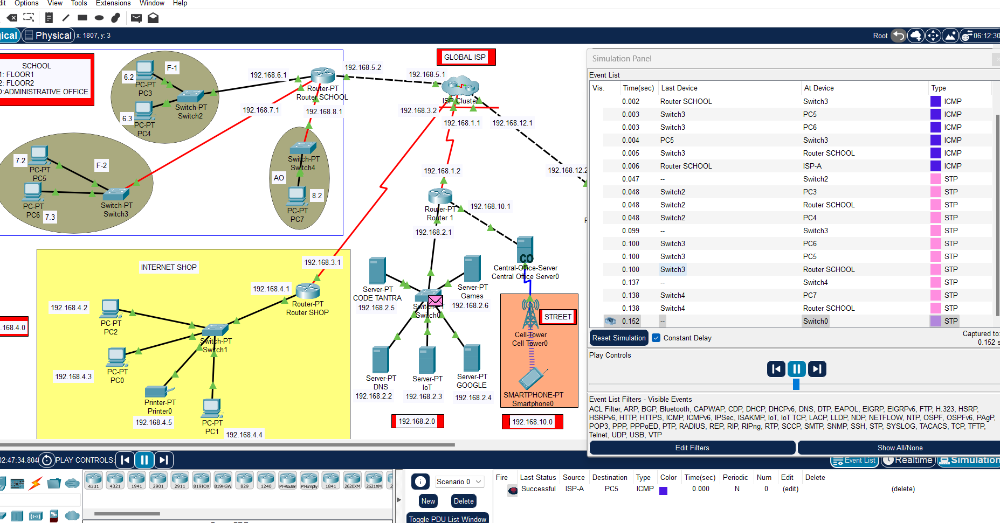 dit Options View Tools Extensions Window Help
gical Physical x: 1807, y: 3
Root 06:12:30
SCHOOL
1: FLOOR1
2: FLOOR2
O:ADMINISTRATIVE OFFICE
6.2
F-1
PC-PT
PC3
6.3
PC-PT
PC4
Switch-PT
Switch2
192.168.6.1
Router-PT
Router SCHOOL
192.168.5.2
192.168.5.1
GLOBAL ISP
ISP Cluster
192.168.7.1
192.168.8.1
192.168.3.2
192.168.1.1
192.168.12.1
192.168.12.2
7.2
PC-PT
PC5
F-2
PC-PT
PC6
7.3
Switch-PT
Switch3
Switch-PT
Switch4
AO
8.2
PC-PT
PC7
192.168.1.2
Router-PT
Router 1
192.168.10.1
192.168.2.1
INTERNET SHOP
192.168.3.1
192.168.4.1
Router-PT
Router SHOP
192.168.4.2
PC-PT
PC2
.168.4.0
Switch-PT
Switch1
192.168.4.3
PC-PT
PC0
Printer-PT
Printer0
192.168.4.5
PC-PT
PC1
192.168.4.4
Server-PT
CODE TANTRA
192.168.2.5
Server-PT
Games
192.168.2.6
Switch0
Server-PT
DNS
192.168.2.2
Server-PT
IoT
192.168.2.3
Server-PT
GOOGLE
192.168.2.4
192.168.2.0
CO
Central-Office-Server
Central Office Server0
STREET
Cell-Tower
Cell Tower0
SMARTPHONE-PT
Smartphone0
192.168.10.0
Simulation Panel
Event List
Vis. Time(sec) Last Device At Device Type
0.002 Router SCHOOL Switch3 ICMP
0.003 Switch3 PC5 ICMP
0.003 Switch3 PC6 ICMP
0.004 PC5 Switch3 ICMP
0.005 Switch3 Router SCHOOL ICMP
0.006 Router SCHOOL ISP-A ICMP
0.047 -- Switch2 STP
0.048 Switch2 PC3 STP
0.048 Switch2 Router SCHOOL STP
0.048 Switch2 PC4 STP
0.099 -- Switch3 STP
0.100 Switch3 PC6 STP
0.100 Switch3 PC5 STP
0.100 Switch3 Router SCHOOL STP
0.137 -- Switch4 STP
0.138 Switch4 PC7 STP
0.138 Switch4 Router SCHOOL STP
0.152 -- Switch0 STP
Reset Simulation Constant Delay Captured to:
0.152 s
Play Controls
Event List Filters - Visible Events
ACL Filter, ARP, BGP, Bluetooth, CAPWAP, CDP, DHCP, DHCPv6, DNS, DTP, EAPOL, EIGRP, EIGRPv6, FTP, H.323, HSRP,
HSRPv6, HTTP, HTTPS, ICMP, ICMPv6, IPSec, ISAKMP, IoT, IoT TCP, LACP, LLDP, NDP, NETFLOW, NTP, OSPF, OSPFv6, PAgP,
POP3, PPP, PPPoED, PTP, RADIUS, REP, RIP, RIPng, RTP, SCCP, SMTP, SNMP, SSH, STP, SYSLOG, TACACS, TCP, TFTP,
Telnet, UDP, USB, VTP
Edit Filters Show All/None
Event List Realtime Simulation
02:47:34.804 PLAY CONTROLS:
4331 4321 1941 2901 2911 819IOX 819HGW 829 1240 PT-Router PT-Empty 1841 2620XM 2621XM 2
Scenario 0
New Delete
Toggle PDU List Window
Fire Last Status Source Destination Type Color Time(sec) Periodic Num Edit Delete
Successful ISP-A PC5 ICMP 0.000 N 0 (edit) (delete)